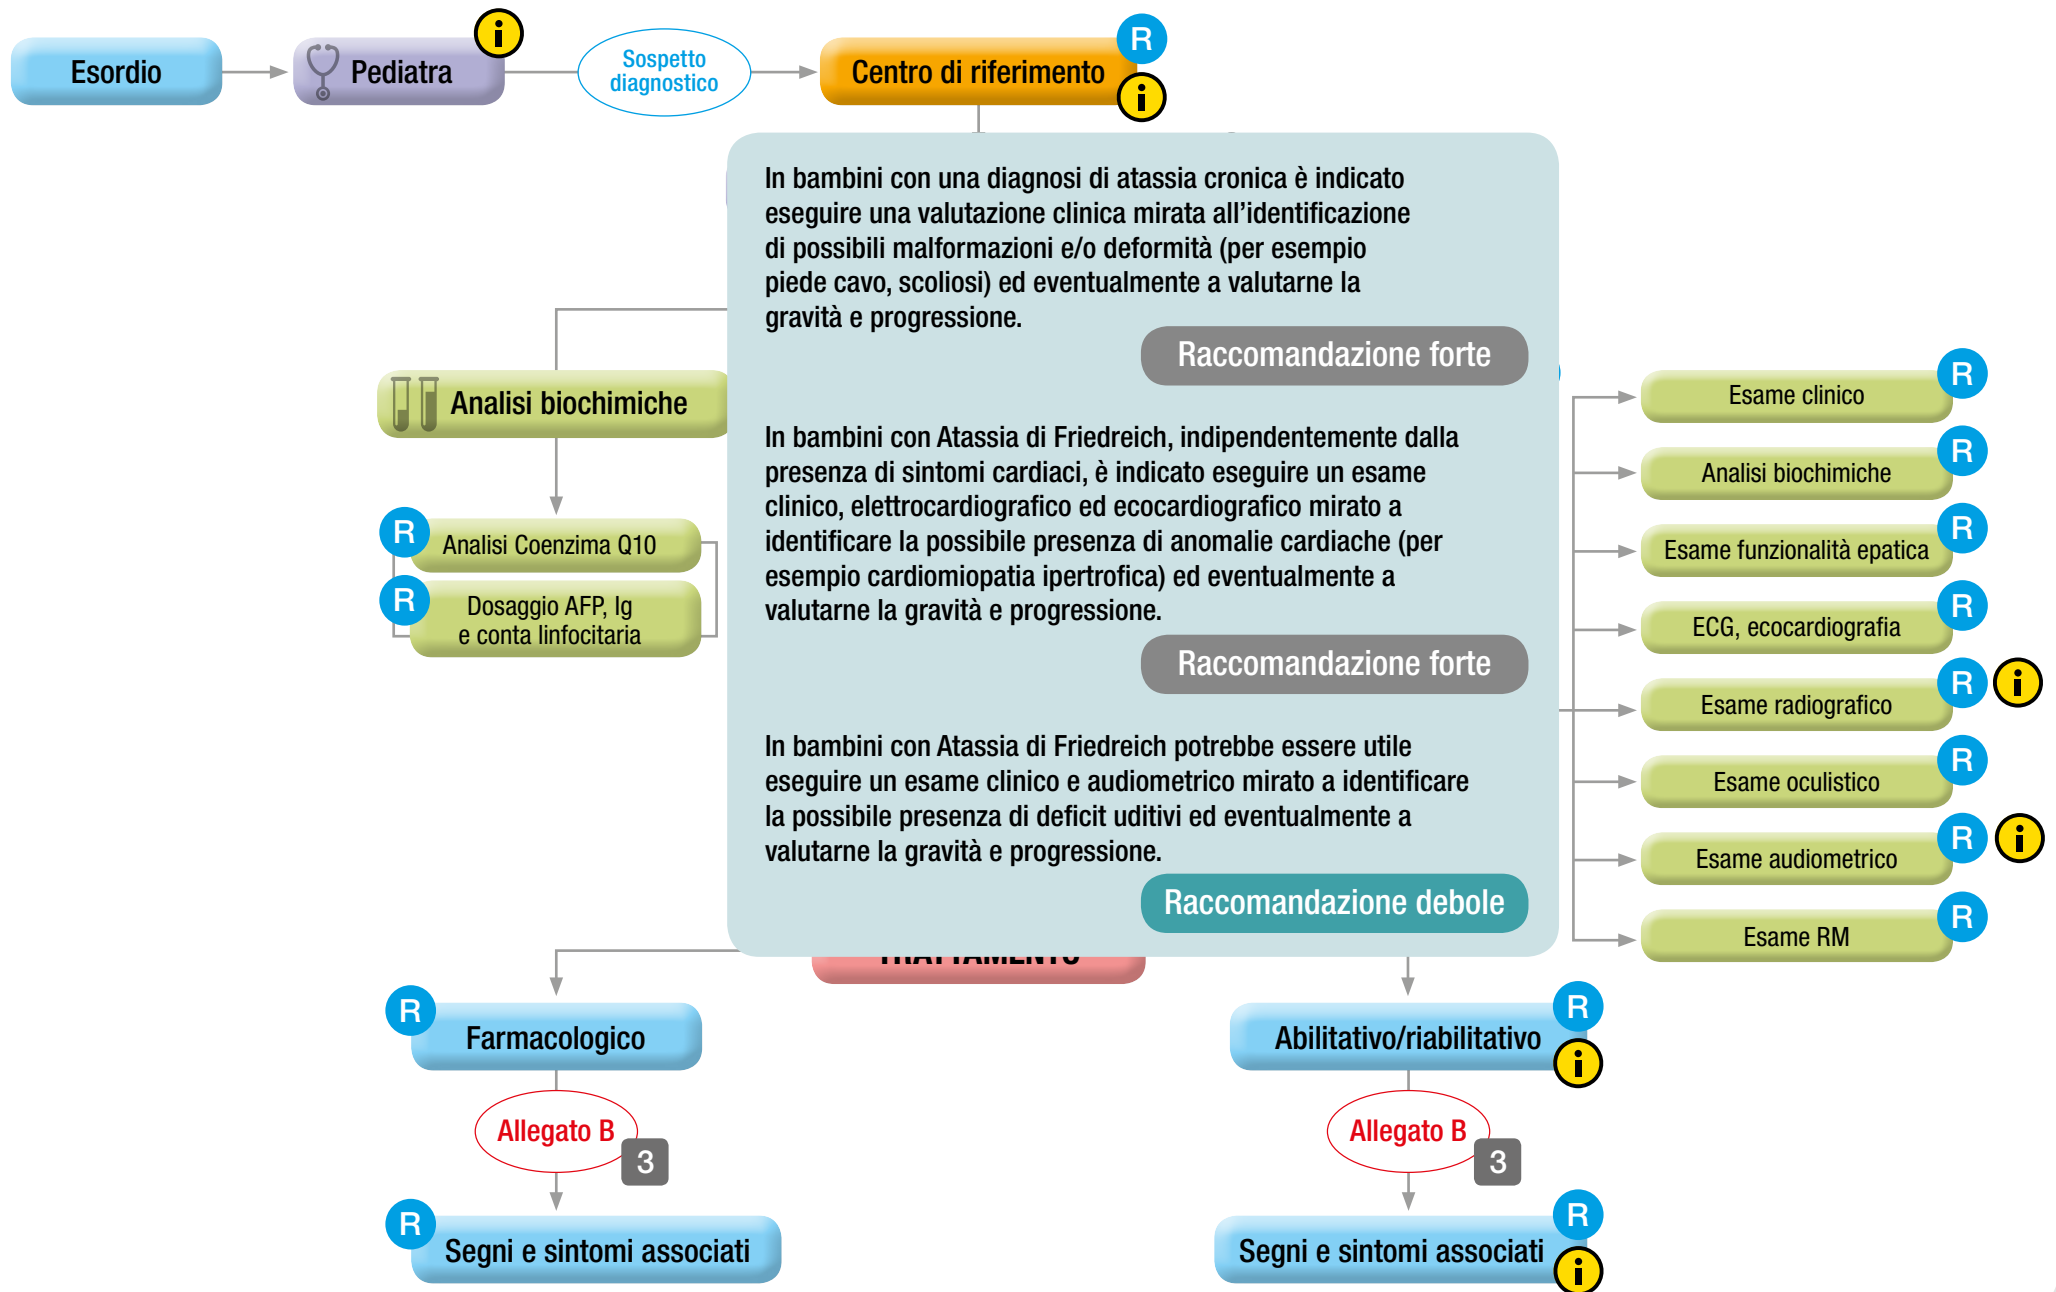 Esordio
Pediatra
i
Sospetto
diagnostico
Centro di riferimento
R
i
In bambini con una diagnosi di atassia cronica è indicato
eseguire una valutazione clinica mirata all’identificazione
di possibili malformazioni e/o deformità (per esempio
piede cavo, scoliosi) ed eventualmente a valutarne la
gravità e progressione.
Raccomandazione forte
In bambini con Atassia di Friedreich, indipendentemente dalla
presenza di sintomi cardiaci, è indicato eseguire un esame
clinico, elettrocardiografico ed ecocardiografico mirato a
identificare la possibile presenza di anomalie cardiache (per
esempio cardiomiopatia ipertrofica) ed eventualmente a
valutarne la gravità e progressione.
Raccomandazione forte
In bambini con Atassia di Friedreich potrebbe essere utile
eseguire un esame clinico e audiometrico mirato a identificare
la possibile presenza di deficit uditivi ed eventualmente a
valutarne la gravità e progressione.
Raccomandazione debole
Analisi biochimiche
R
Analisi Coenzima Q10
R
Dosaggio AFP, Ig
e conta linfocitaria
Esame clinico
R
Analisi biochimiche
R
Esame funzionalità epatica
R
ECG, ecocardiografia
R
Esame radiografico
R
i
Esame oculistico
R
Esame audiometrico
R
i
Esame RM
R
TRATTAMENTO
R
Farmacologico
Allegato B
3
R
Segni e sintomi associati
Abilitativo/riabilitativo
R
i
Allegato B
3
Segni e sintomi associati
R
i